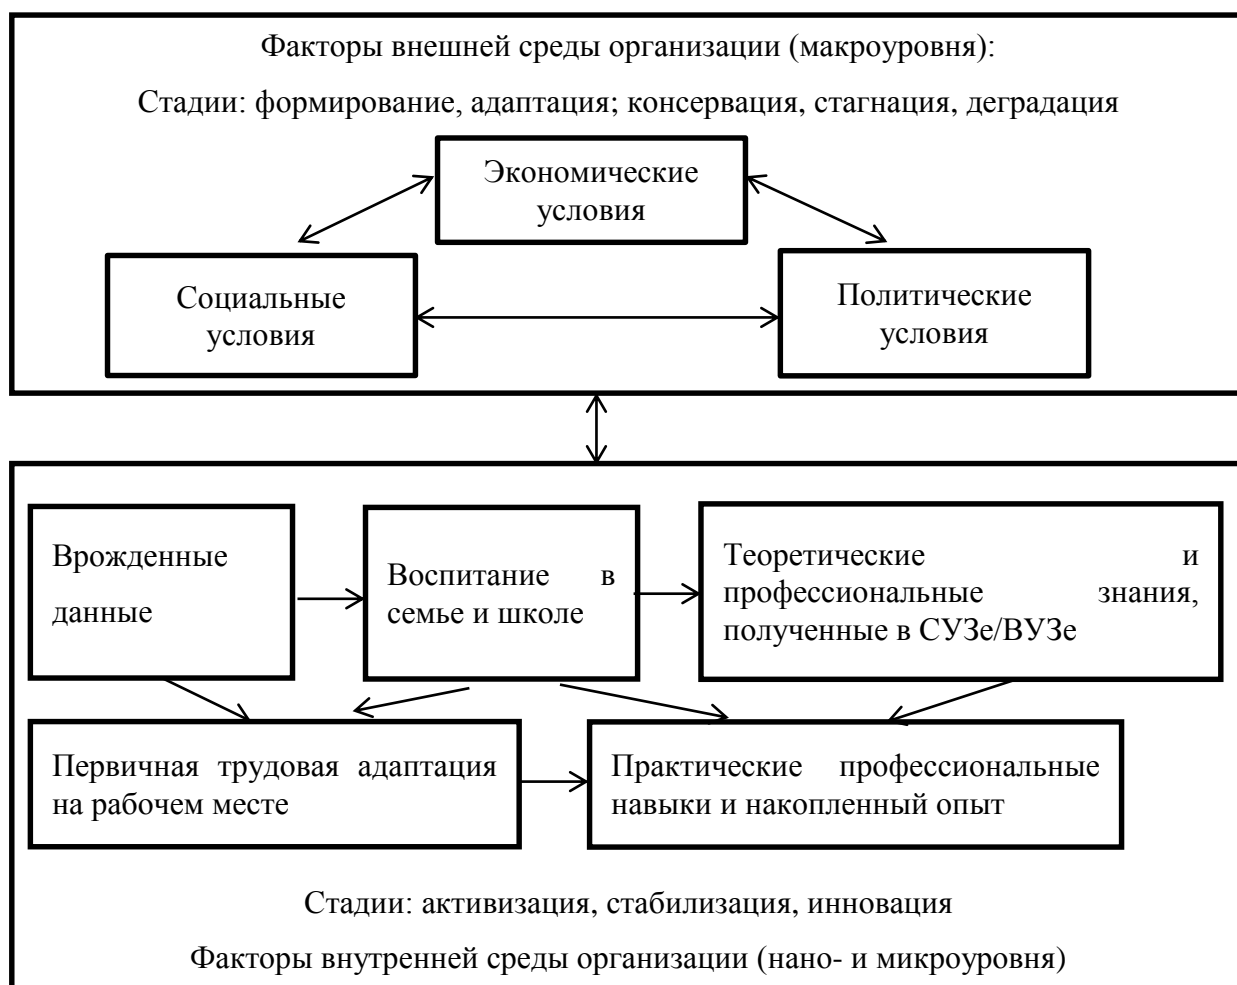 Факторы внешней среды организации (макроуровня):
Стадии: формирование, адаптация; консервация, стагнация, деградация
Экономические
условия
Социальные
условия
Политические
условия
Врожденные
данные
Воспитание в
семье и школе
Теоретические и
профессиональные знания,
полученные в СУЗе/ВУЗе
Первичная трудовая адаптация
на рабочем месте
Практические профессиональные
навыки и накопленный опыт
Стадии: активизация, стабилизация, инновация
Факторы внутренней среды организации (нано- и микроуровня)